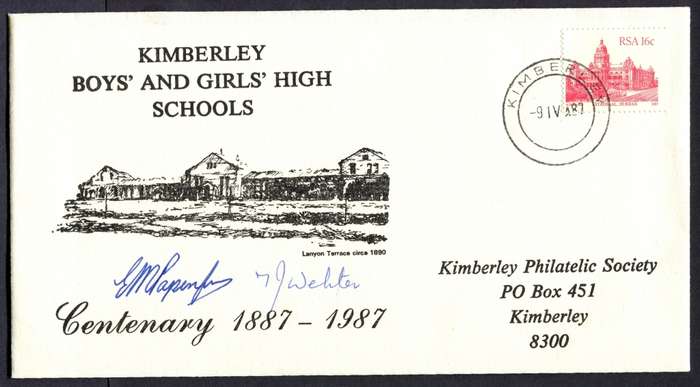 KIMBERLEY
BOYS' AND GIRLS' HIGH
SCHOOLS
RSA 16c
KIMBERLEY
-9 IV 987
Lanyon Terrace circa 1890
Centenary 1887 - 1987
Kimberley Philatelic Society
PO Box 451
Kimberley
8300